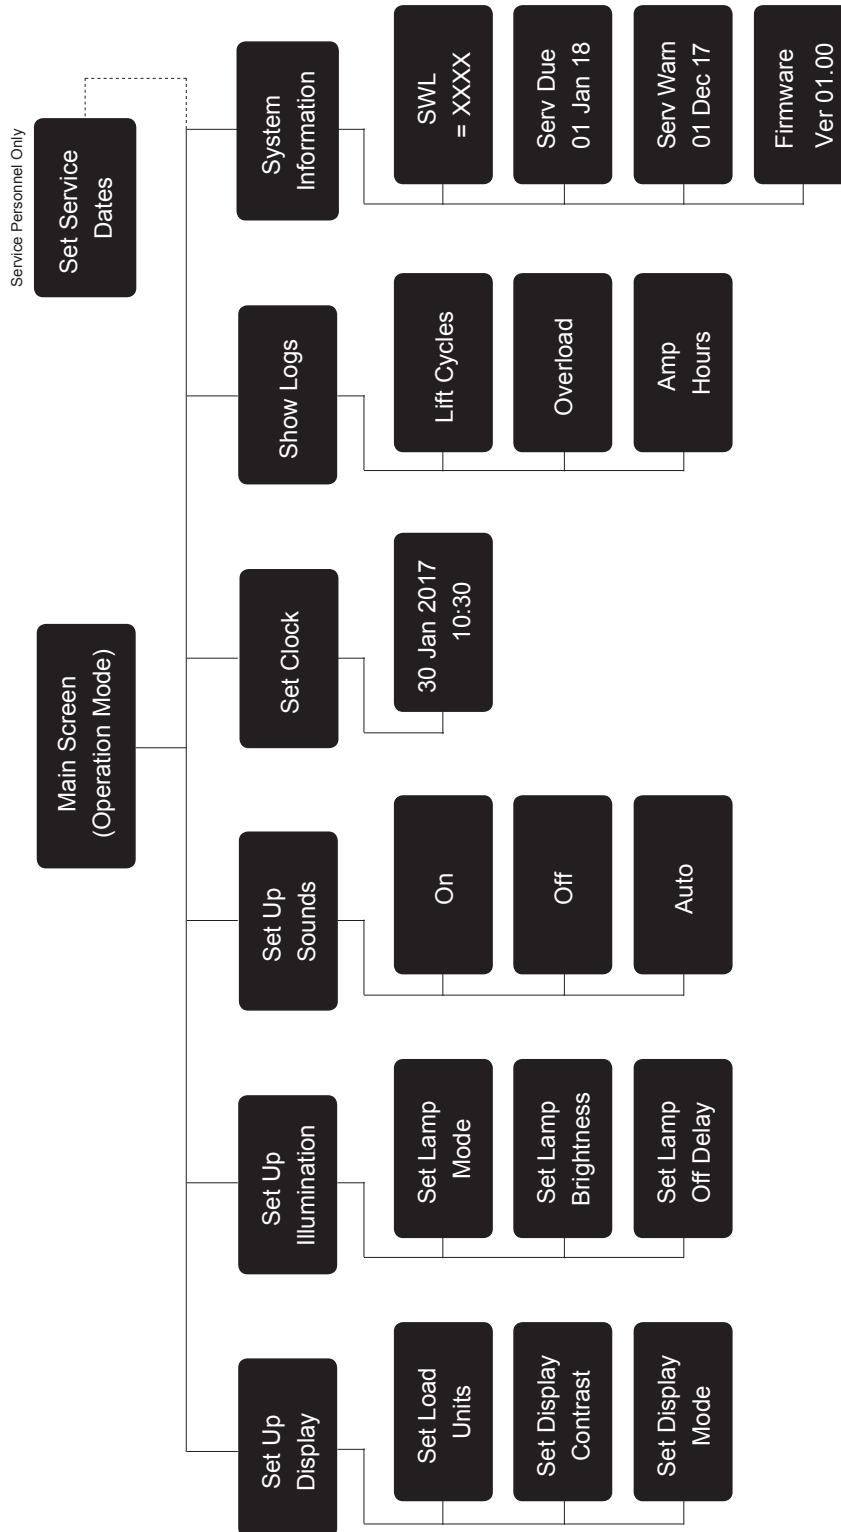 Service Personnel Only
Set Service
Dates
Main Screen
(Operation Mode)
Set Up
Display
Set Load
Units
Set Display
Contrast
Set Display
Mode
Set Up
Illumination
Set Lamp
Mode
Set Lamp
Brightness
Set Lamp
Off Delay
Set Up
Sounds
On
Off
Auto
Set Clock
30 Jan 2017
10:30
Show Logs
Lift Cycles
Overload
Amp
Hours
System
Information
SWL
= XXXX
Serv Due
01 Jan 18
Serv Warn
01 Dec 17
Firmware
Ver 01.00